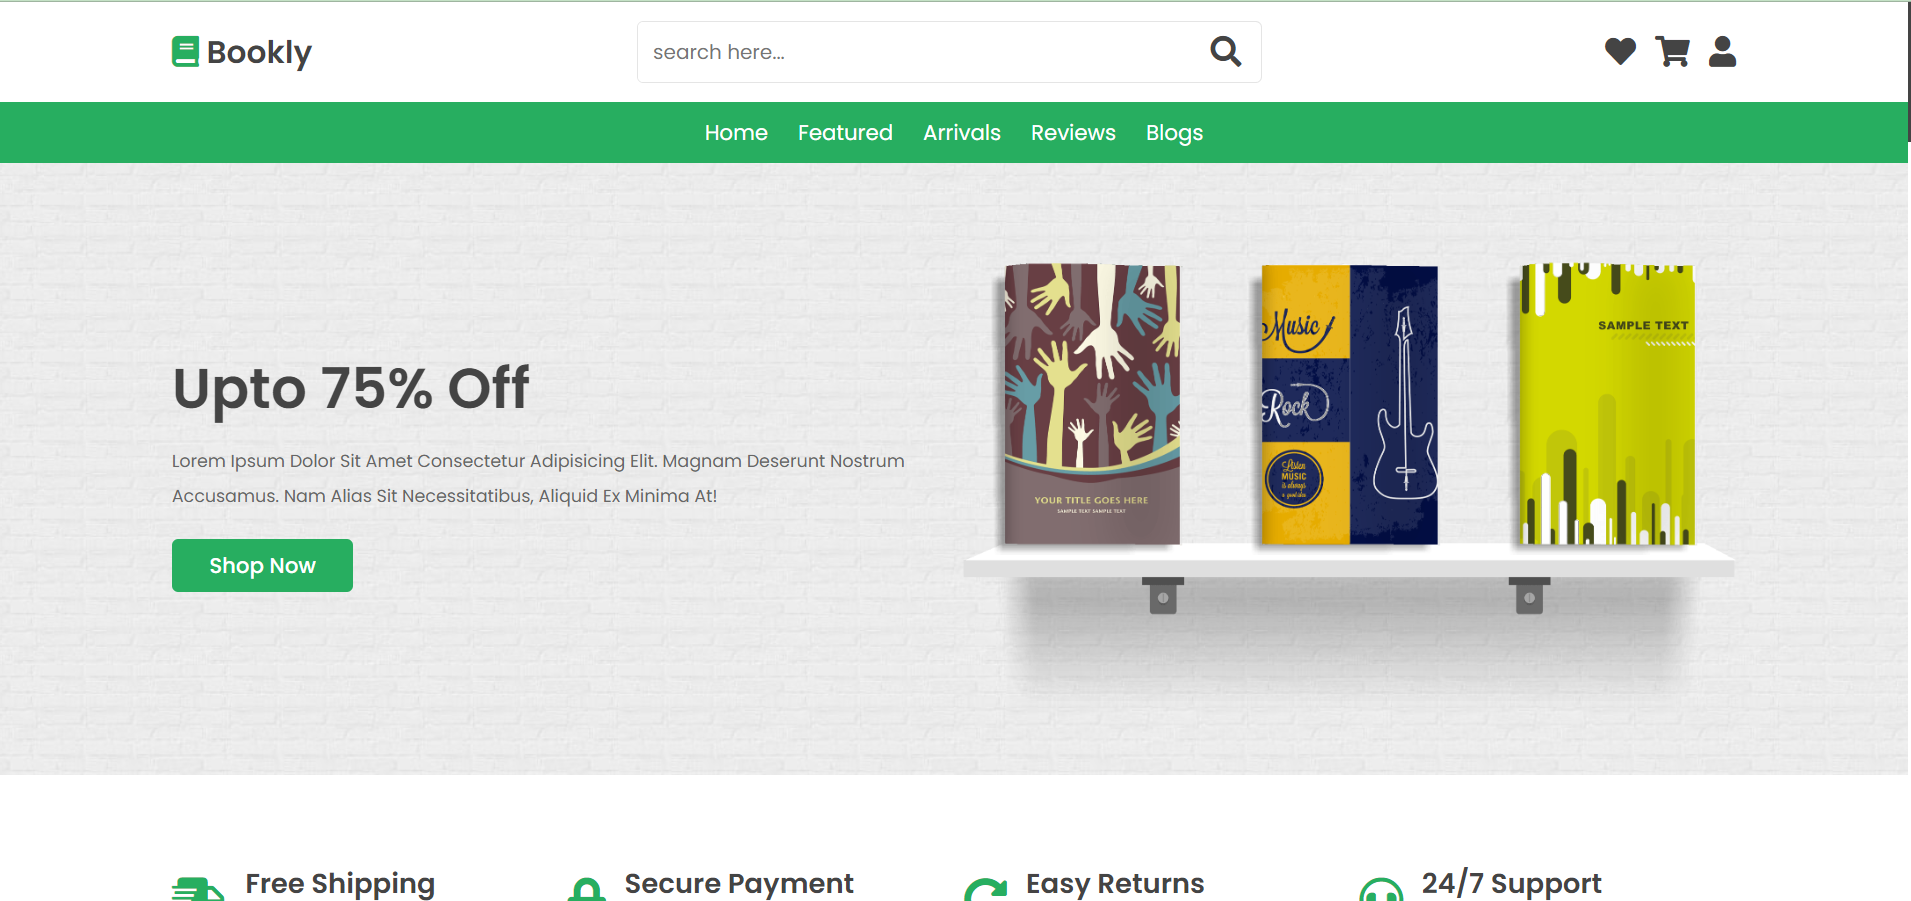 Bookly
search here...
Home Featured Arrivals Reviews Blogs
Upto 75% Off
Lorem Ipsum Dolor Sit Amet Consectetur Adipisicing Elit. Magnam Deserunt Nostrum
Accusamus. Nam Alias Sit Necessitatibus, Aliquid Ex Minima At!
Shop Now
YOUR TITLE GOES HERE
SAMPLE TEXT SAMPLE TEXT
Music
Rock
Listen
MUSIC
is always
a good idea
SAMPLE TEXT
Free Shipping Secure Payment Easy Returns 24/7 Support